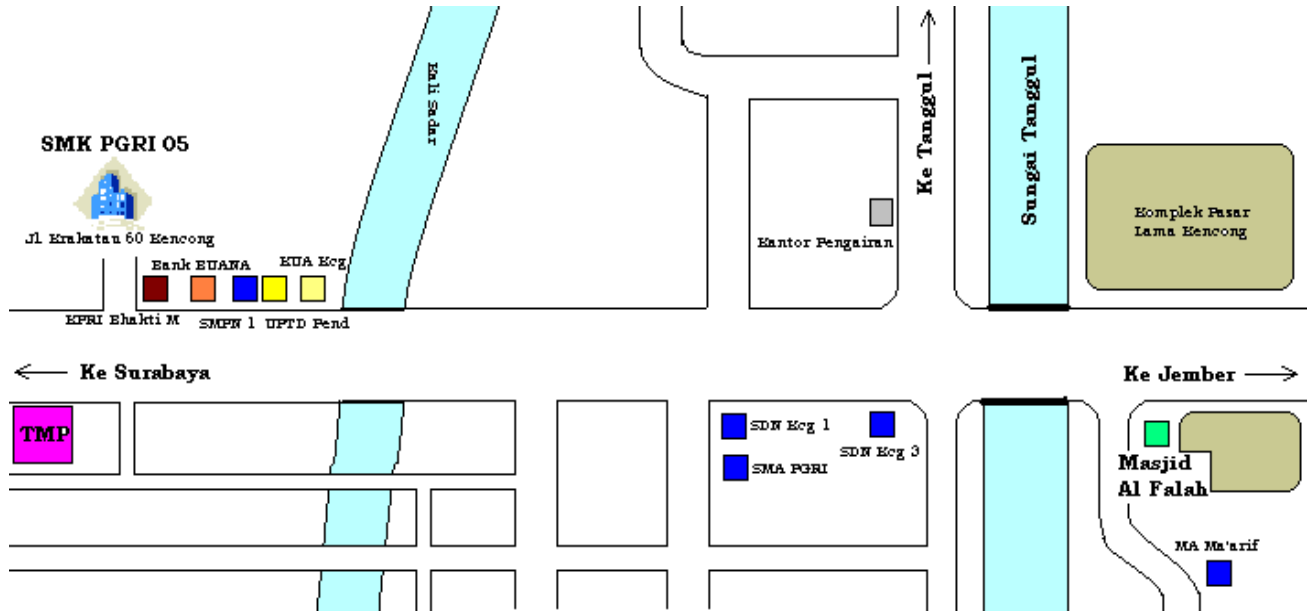 Kali Sadar
Ke Tanggul
Sungai Tanggul
SMK PGRI 05
Jl Krakatau 60 Kencong
Komplek Pasar
Lama Kencong
Kantor Pengairan
Bank BUANA
KUA Kcg
KPRI Bhakti M
SMPN 1
UPTD Pend
Ke Surabaya
Ke Jember
TMP
SDN Kcg 1
SDN Kcg 3
SMA PGRI
Masjid
Al Falah
MA Ma'arif